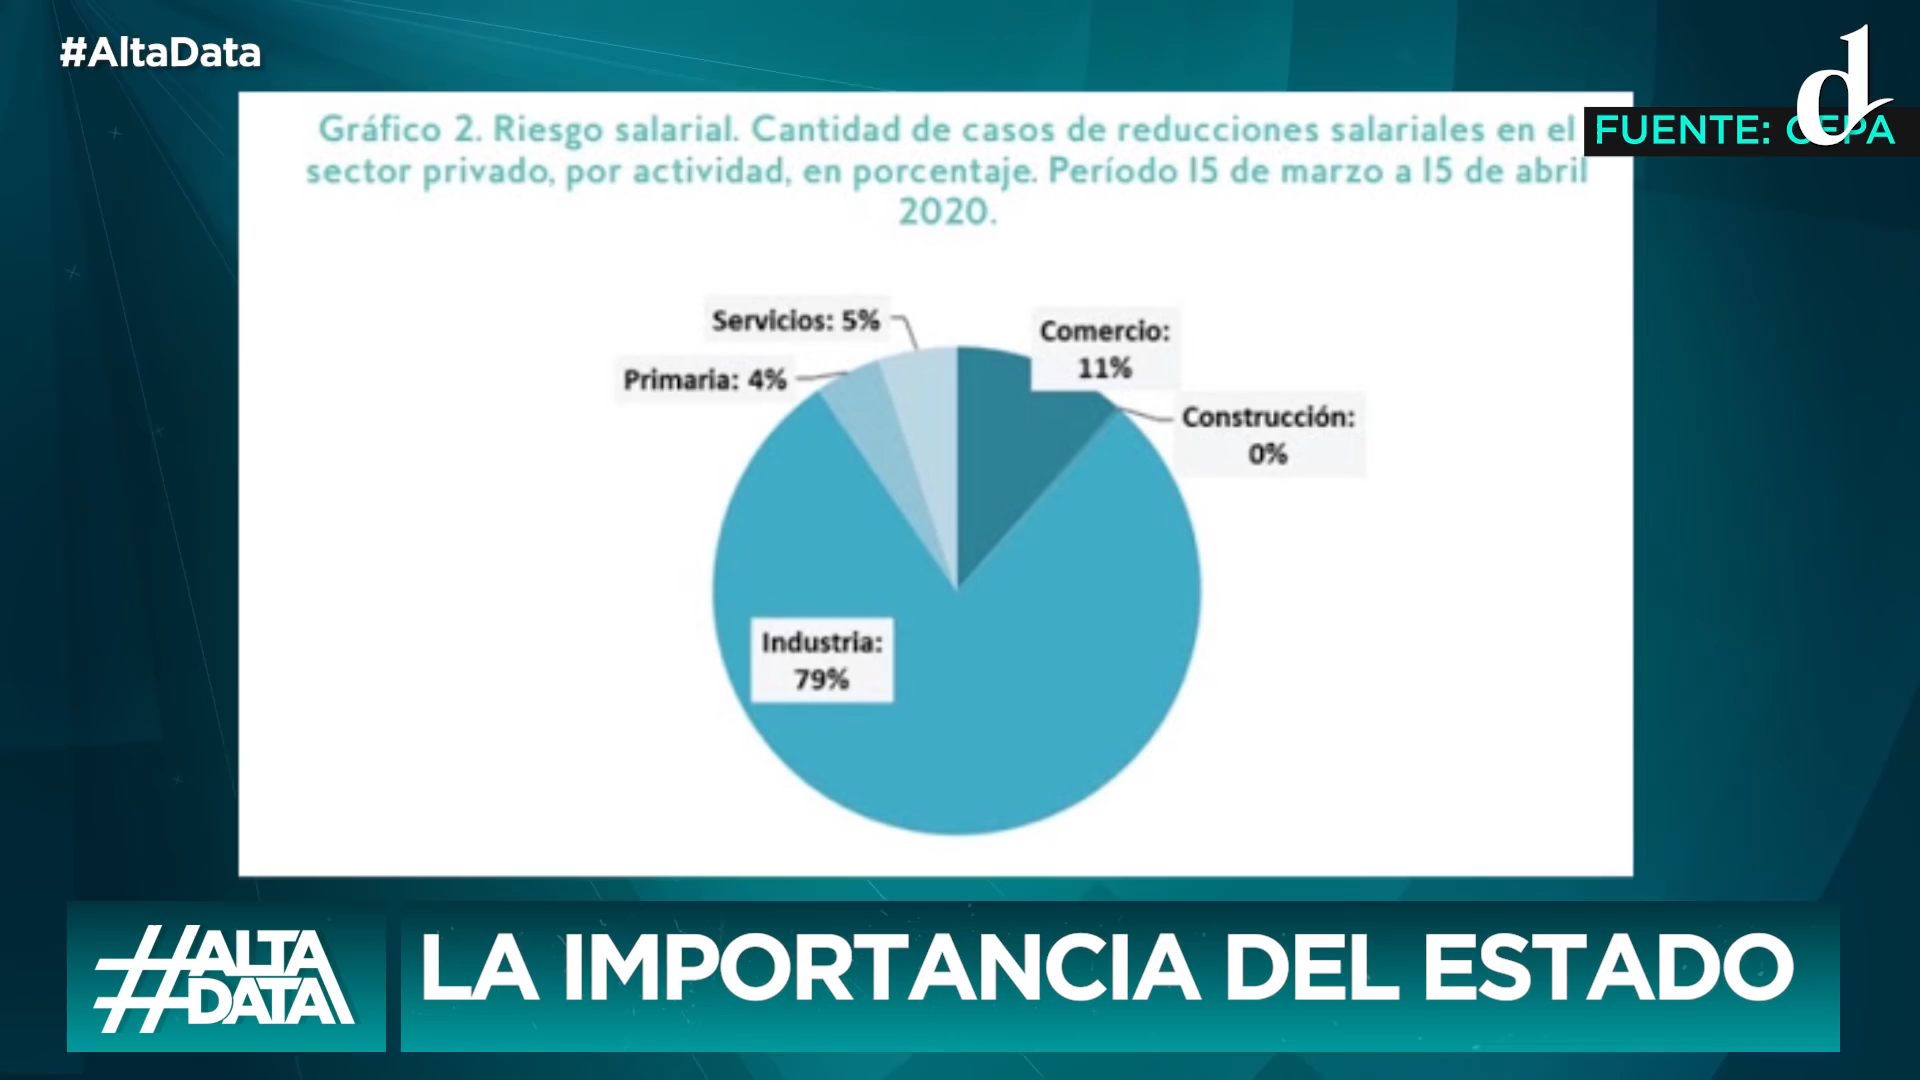 #AltaData
Gráfico 2. Riesgo salarial. Cantidad de casos de reducciones salariales en el
sector privado, por actividad, en porcentaje. Período 15 de marzo a 15 de abril
2020.
FUENTE: CEPA
d
Servicios: 5%
Comercio:
11%
Primaria: 4%
Construcción:
0%
Industria:
79%
#ALTA
DATA
LA IMPORTANCIA DEL ESTADO